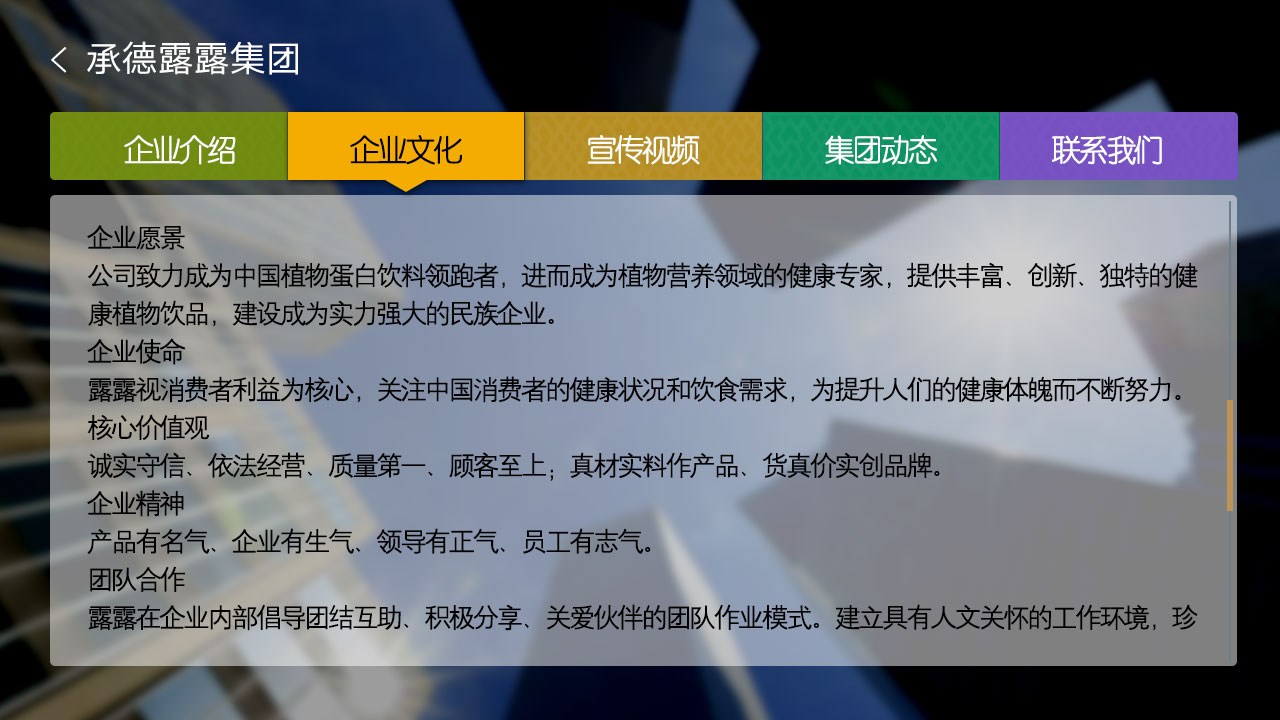 承德露露集团
企业介绍
企业文化
宣传视频
集团动态
联系我们
企业愿景
公司致力成为中国植物蛋白饮料领跑者，进而成为植物营养领域的健康专家，提供丰富、创新、独特的健
康植物饮品，建设成为实力强大的民族企业。
企业使命
露露视消费者利益为核心，关注中国消费者的健康状况和饮食需求，为提升人们的健康体魄而不断努力。
核心价值观
诚实守信、依法经营、质量第一、顾客至上；真材实料作产品、货真价实创品牌。
企业精神
产品有名气、企业有生气、领导有正气、员工有志气。
团队合作
露露在企业内部倡导团结互助、积极分享、关爱伙伴的团队作业模式。建立具有人文关怀的工作环境，珍